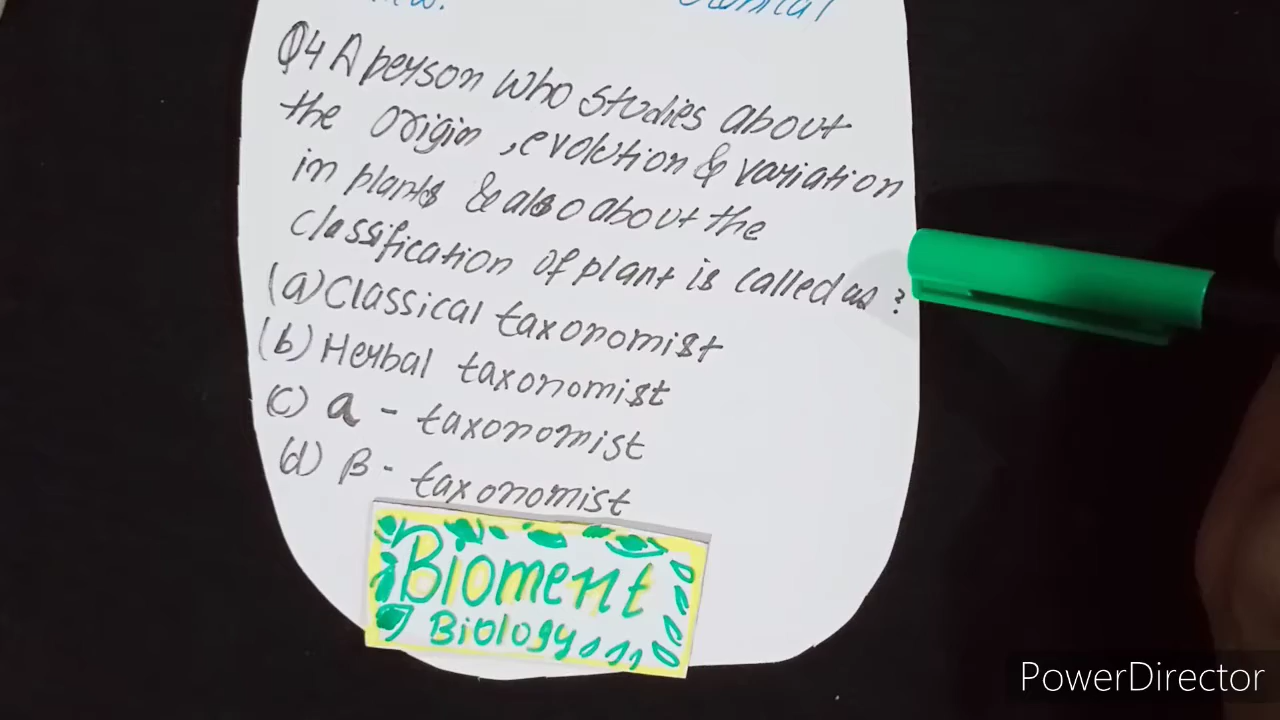 Q4 A person who studies about
the origin, evolution & variation
in plants & also about the
classification of plant is called as ?
(a) Classical taxonomist
(b) Herbal taxonomist
(c) a - taxonomist
(d) β - taxonomist
Bioment
Biology
PowerDirector